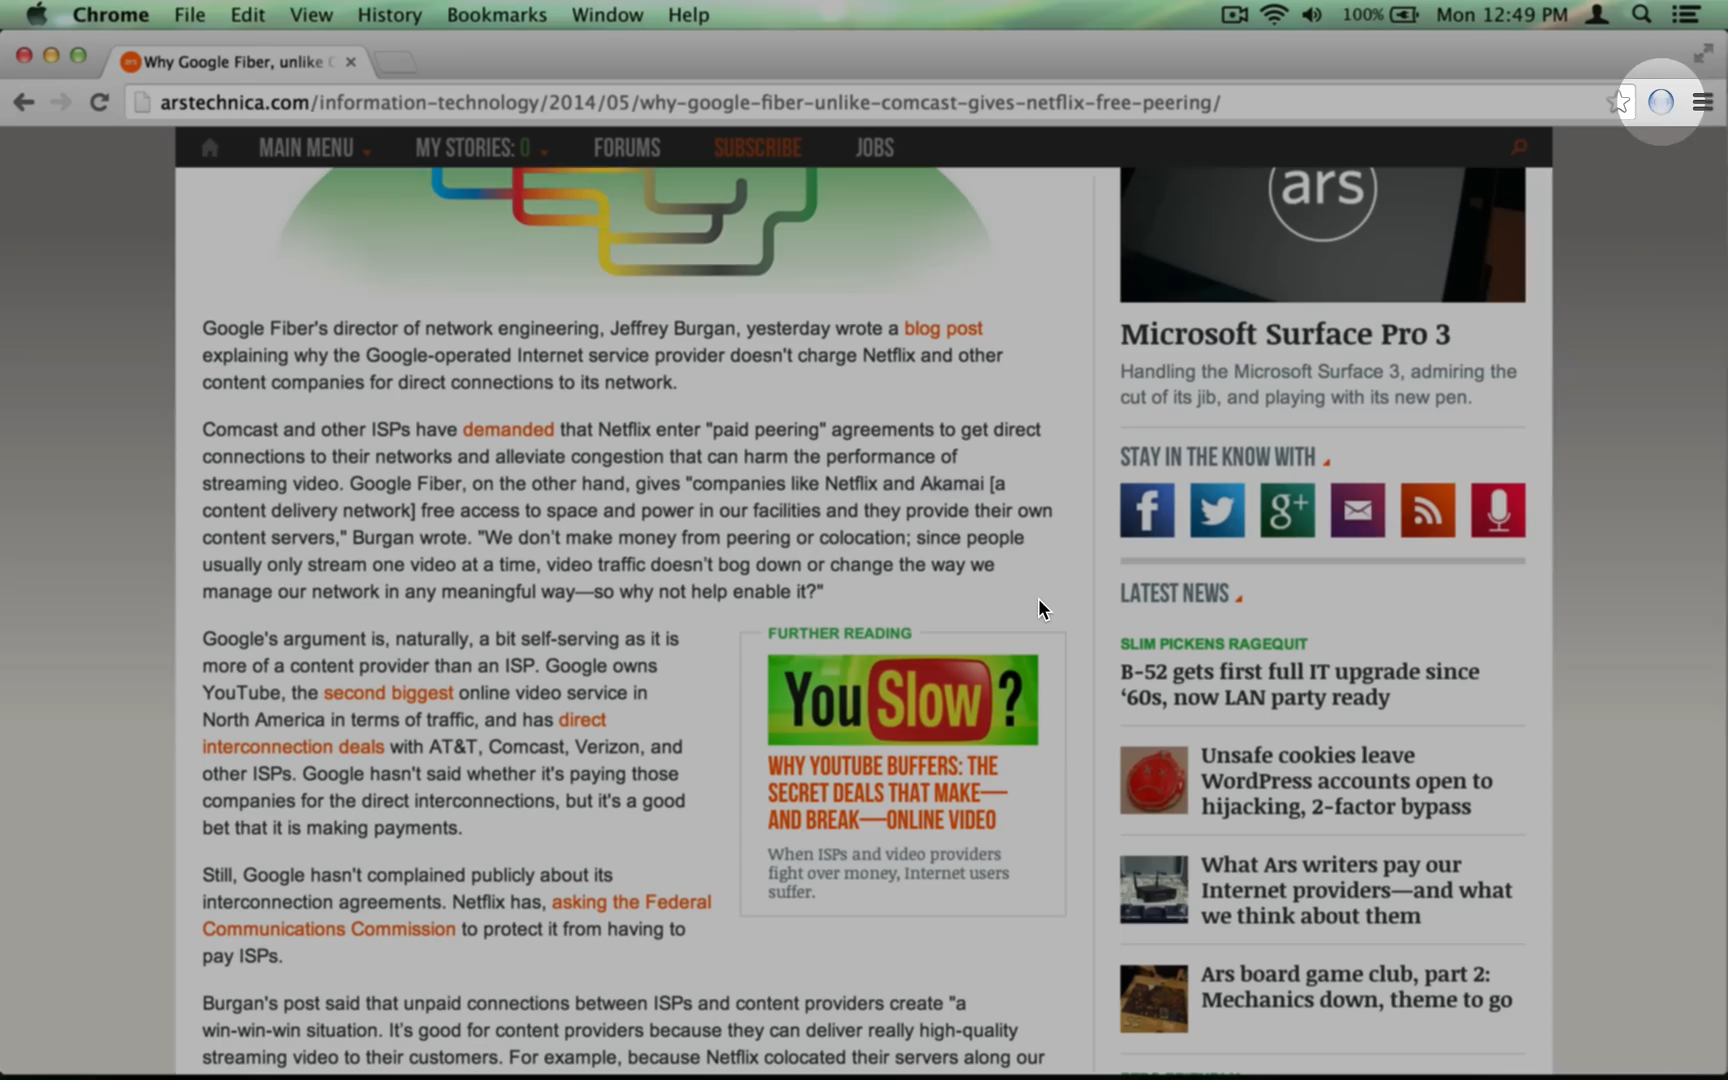 Chrome File Edit View History Bookmarks Window Help 100% Mon 12:49 PM
Why Google Fiber, unlike
arstechnica.com/information-technology/2014/05/why-google-fiber-unlike-comcast-gives-netflix-free-peering/
MAIN MENU MY STORIES: 0 FORUMS SUBSCRIBE JOBS
Google Fiber's director of network engineering, Jeffrey Burgan, yesterday wrote a blog post
explaining why the Google-operated Internet service provider doesn't charge Netflix and other
content companies for direct connections to its network.
Comcast and other ISPs have demanded that Netflix enter "paid peering" agreements to get direct
connections to their networks and alleviate congestion that can harm the performance of
streaming video. Google Fiber, on the other hand, gives "companies like Netflix and Akamai [a
content delivery network] free access to space and power in our facilities and they provide their own
content servers," Burgan wrote. "We don't make money from peering or colocation; since people
usually only stream one video at a time, video traffic doesn't bog down or change the way we
manage our network in any meaningful way—so why not help enable it?"
Google's argument is, naturally, a bit self-serving as it is
more of a content provider than an ISP. Google owns
YouTube, the second biggest online video service in
North America in terms of traffic, and has direct
interconnection deals with AT&T, Comcast, Verizon, and
other ISPs. Google hasn't said whether it's paying those
companies for the direct interconnections, but it's a good
bet that it is making payments.
Still, Google hasn't complained publicly about its
interconnection agreements. Netflix has, asking the Federal
Communications Commission to protect it from having to
pay ISPs.
FURTHER READING
You Slow ?
WHY YOUTUBE BUFFERS: THE
SECRET DEALS THAT MAKE—
AND BREAK—ONLINE VIDEO
When ISPs and video providers
fight over money, Internet users
suffer.
Burgan's post said that unpaid connections between ISPs and content providers create "a
win-win-win situation. It's good for content providers because they can deliver really high-quality
streaming video to their customers. For example, because Netflix colocated their servers along our
ars
Microsoft Surface Pro 3
Handling the Microsoft Surface 3, admiring the
cut of its jib, and playing with its new pen.
STAY IN THE KNOW WITH
f g+
LATEST NEWS
SLIM PICKENS RAGEQUIT
B-52 gets first full IT upgrade since
‘60s, now LAN party ready
Unsafe cookies leave
WordPress accounts open to
hijacking, 2-factor bypass
What Ars writers pay our
Internet providers—and what
we think about them
Ars board game club, part 2:
Mechanics down, theme to go